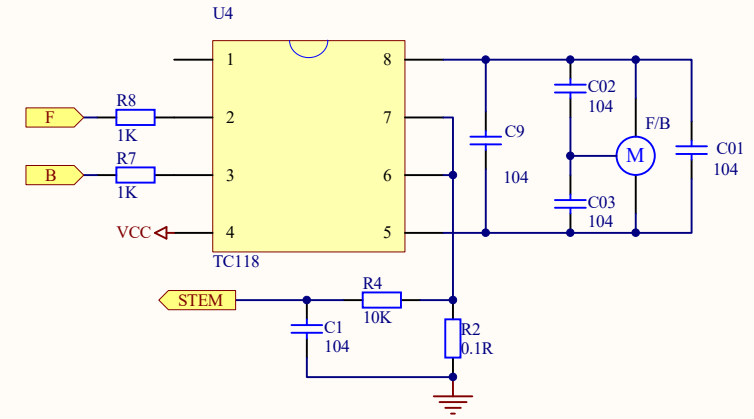 U4
1
8
C02
104
F
R8
1K
2
7
F/B
C9
104
M
C01
104
B
R7
1K
3
6
C03
104
VCC
4
5
TC118
STEM
R4
10K
C1
104
R2
0.1R